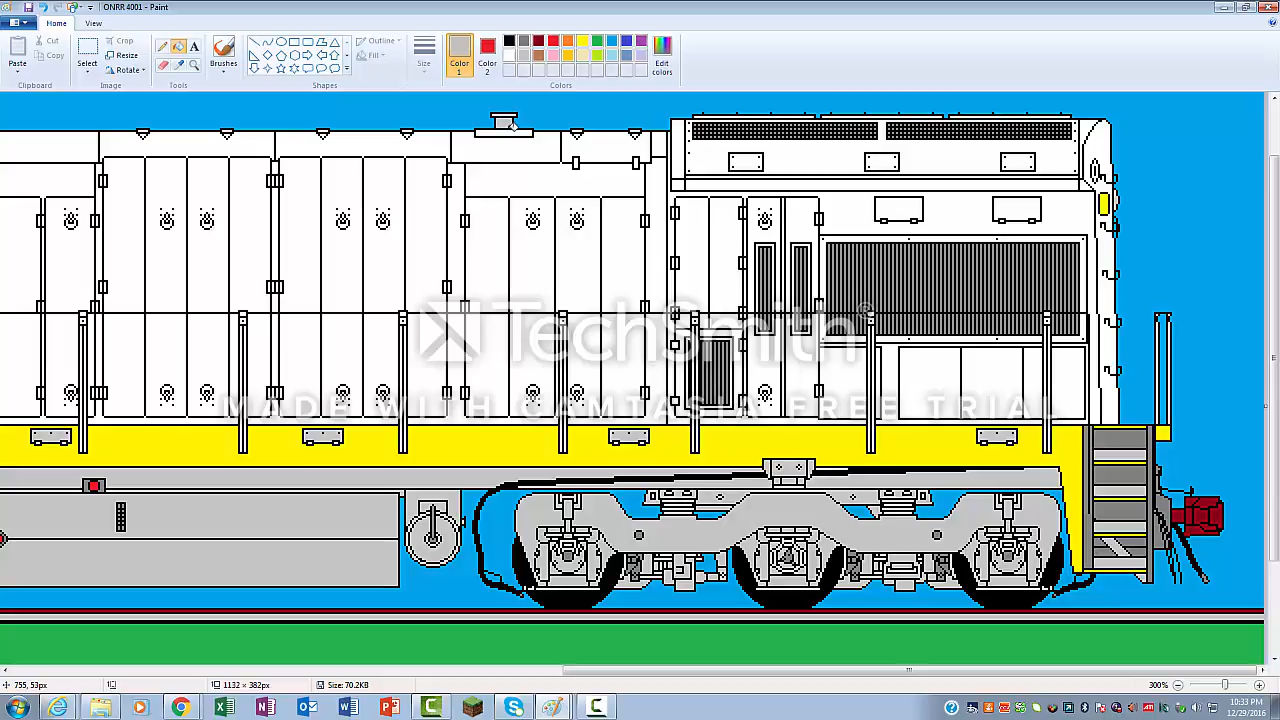 ONRR 4001 - Paint
Home View
Paste
Cut
Copy
Clipboard
Select
Crop
Resize
Rotate
Image
A
Tools
Brushes
Outline
Fill
Shapes
Size
Color 1
Color 2
Edit colors
Colors
TechSmith®
MADE WITH CAMTASIA FREE TRIAL
755, 53px
1132 × 382px
Size: 70.2KB
300%
10:33 PM
12/29/2016